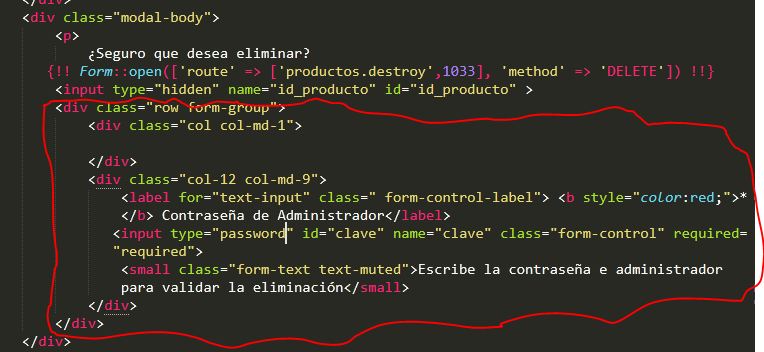 </div>
<div class="modal-body">
<p>
¿Seguro que desea eliminar?
{!! Form::open(['route' => ['productos.destroy',1033], 'method' => 'DELETE']) !!}
<input type="hidden" name="id_producto" id="id_producto" >
<div class="row form-group">
<div class="col col-md-1">
</div>
<div class="col-12 col-md-9">
<label for="text-input" class=" form-control-label"> <b style="color:red;">*
</b> Contraseña de Administrador</label>
<input type="password" id="clave" name="clave" class="form-control" required=
"required">
<small class="form-text text-muted">Escribe la contraseña e administrador
para validar la eliminación</small>
</div>
</div>
</div>